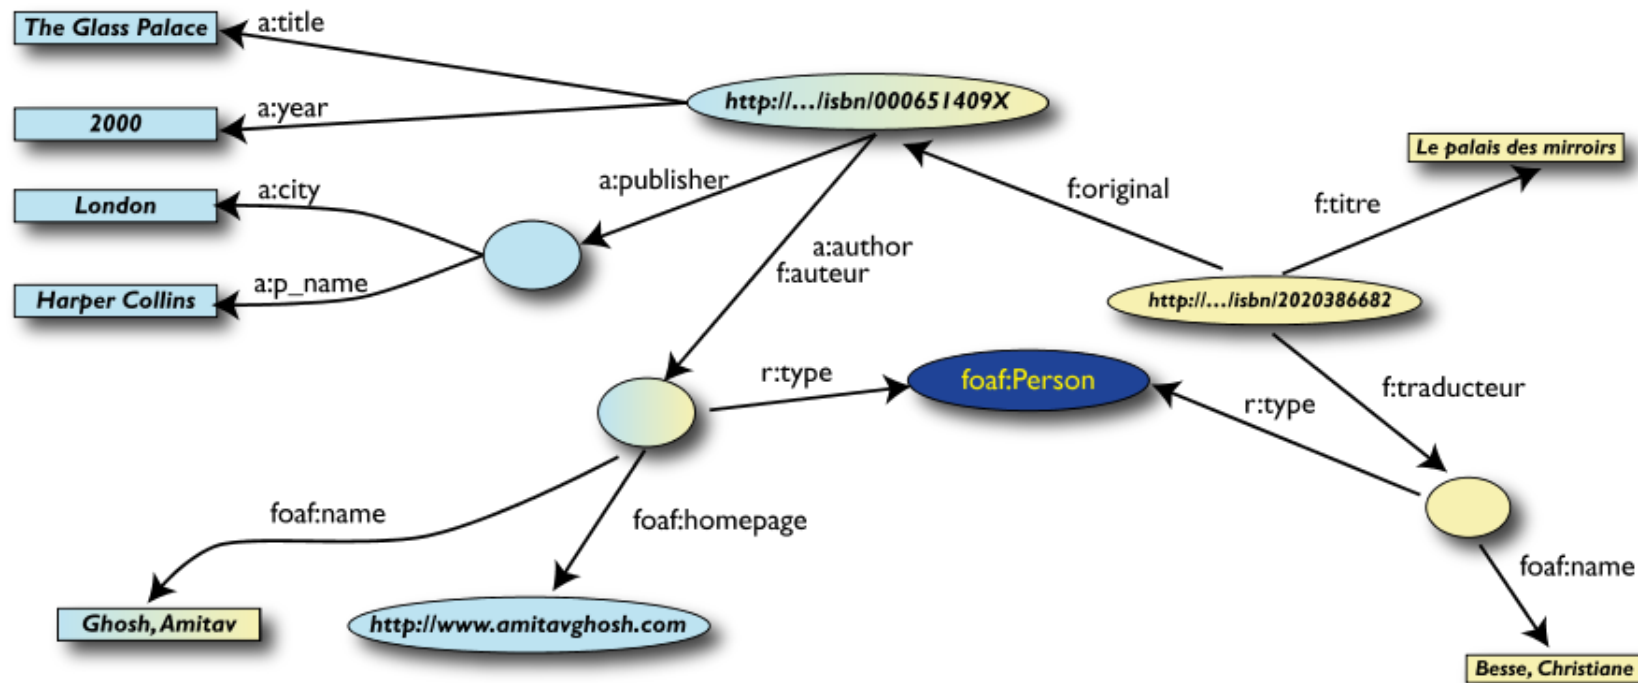 The Glass Palace
a:title
http://.../isbn/000651409X
2000
a:year
Le palais des mirroirs
London
a:city
a:publisher
f:original
f:titre
a:author
f:auteur
Harper Collins
a:p_name
http://.../isbn/2020386682
r:type
foaf:Person
r:type
f:traducteur
foaf:name
foaf:homepage
foaf:name
Ghosh, Amitav
http://www.amitavghosh.com
Besse, Christiane